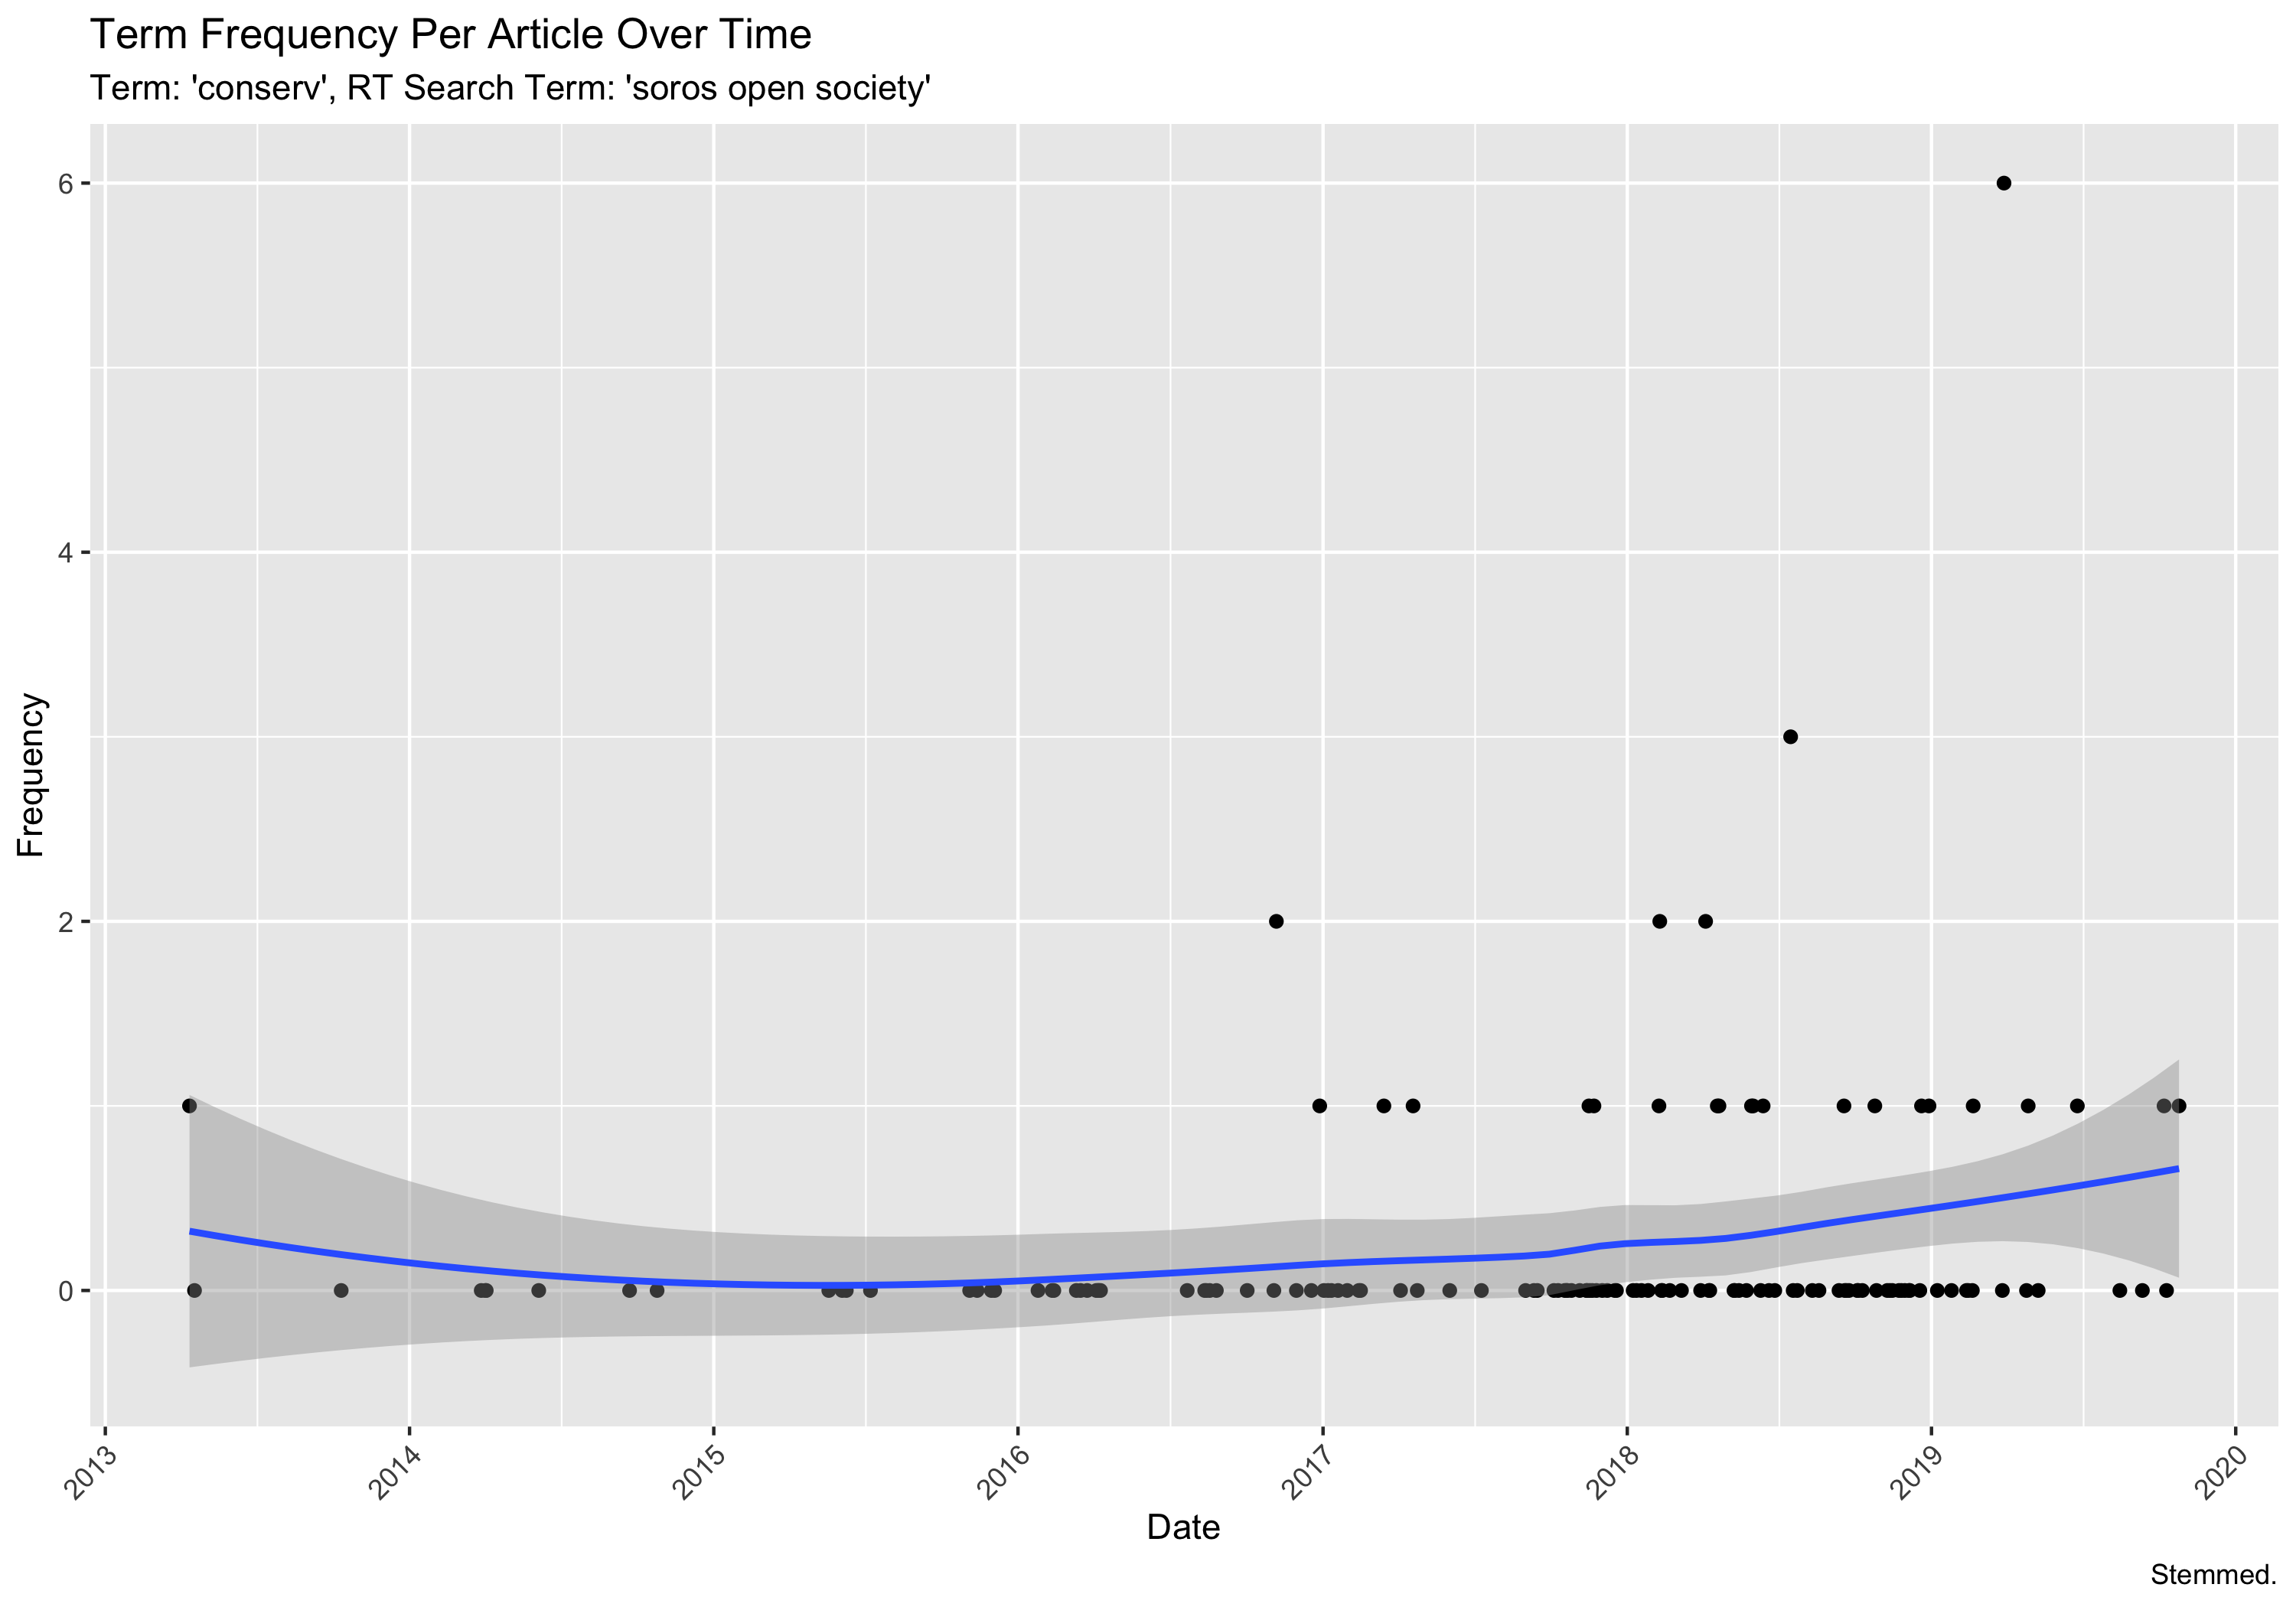 Term Frequency Per Article Over Time
Term: 'conserv', RT Search Term: 'soros open society'
6
4
2
0
Frequency
2013
2014
2015
2016
2017
2018
2019
2020
Date
Stemmed.